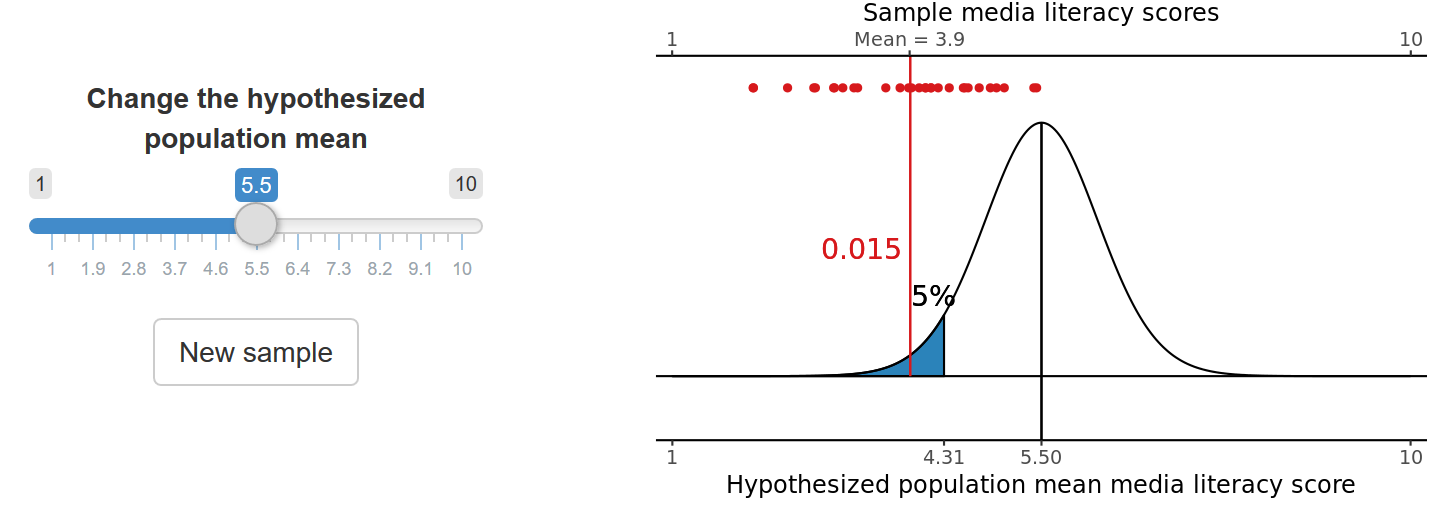 Change the hypothesized
population mean
1 5.5 10
1 1.9 2.8 3.7 4.6 5.5 6.4 7.3 8.2 9.1 10
New sample
Sample media literacy scores
1 Mean = 3.9 10
0.015
5%
1 4.31 5.50 10
Hypothesized population mean media literacy score